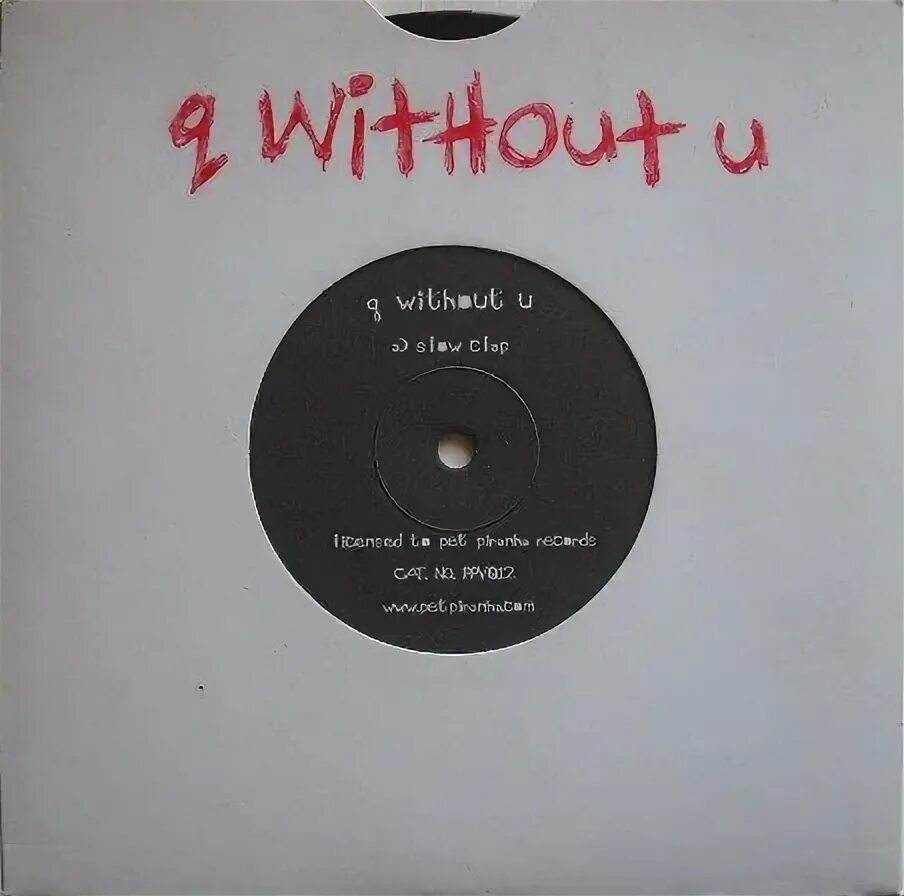 q without u
q without u
a) slow clap
licensed to pet piranha records
CAT. NO. PPV012
www.petpiranha.com